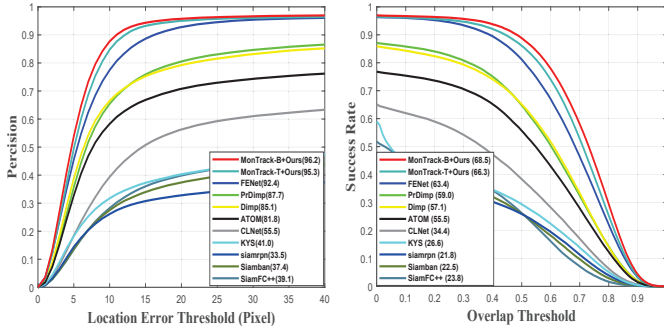 1
0.9
0.8
0.7
0.6
0.5
0.4
0.3
0.2
0.1
0
Percision
0 5 10 15 20 25 30 35 40
Location Error Threshold (Pixel)
MonTrack-B+Ours(96.2)
MonTrack-T+Ours(95.3)
FENet(92.4)
PrDimp(87.7)
Dimp(85.1)
ATOM(81.8)
CLNet(55.5)
KYS(41.0)
siamrpn(33.5)
Siamban(37.4)
SiamFC++(39.1)
1
0.9
0.8
0.7
0.6
0.5
0.4
0.3
0.2
0.1
0
Success Rate
0 0.1 0.2 0.3 0.4 0.5 0.6 0.7 0.8 0.9
Overlap Threshold
MonTrack-B+Ours (68.5)
MonTrack-T+Ours (66.3)
FENet (63.4)
PrDimp (59.0)
Dimp (57.1)
ATOM (55.5)
CLNet (34.4)
KYS (26.6)
siamrpn (21.8)
Siamban (22.5)
SiamFC++ (23.8)